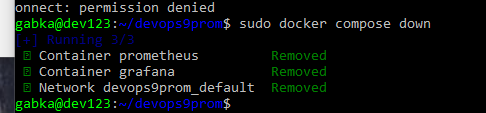 onnect: permission denied
gabka@dev123:~/devops9prom$ sudo docker compose down
[+] Running 3/3
Container prometheus Removed
Container grafana Removed
Network devops9prom_default Removed
gabka@dev123:~/devops9prom$